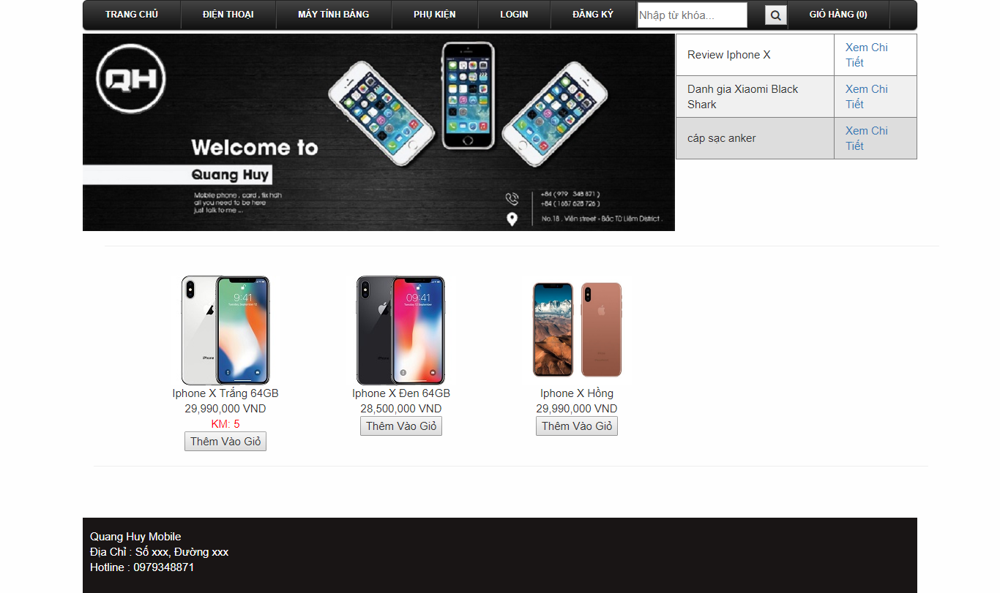 TRANG CHỦ
ĐIỆN THOẠI
MÁY TÍNH BẢNG
PHỤ KIỆN
LOGIN
ĐĂNG KÝ
Nhập từ khóa...
GIỎ HÀNG (0)
QH
Welcome to
Quang Huy
Mobile phone , card , fix hdh
all you need to be here
just talk to me ...
+84 ( 979 348 871 )
+84 ( 1687 628 726 )
No.18 . Viên street - Bắc Từ Liêm District .
Review Iphone X
Xem Chi
Tiết
Danh gia Xiaomi Black
Shark
Xem Chi
Tiết
cáp sạc anker
Xem Chi
Tiết
9:41
iPhone
Iphone X Trắng 64GB
29,990,000 VND
KM: 5
Thêm Vào Giỏ
09:41
Iphone X Đen 64GB
28,500,000 VND
Thêm Vào Giỏ
Iphone X Hồng
29,990,000 VND
Thêm Vào Giỏ
Quang Huy Mobile
Địa Chỉ : Số xxx, Đường xxx
Hotline : 0979348871